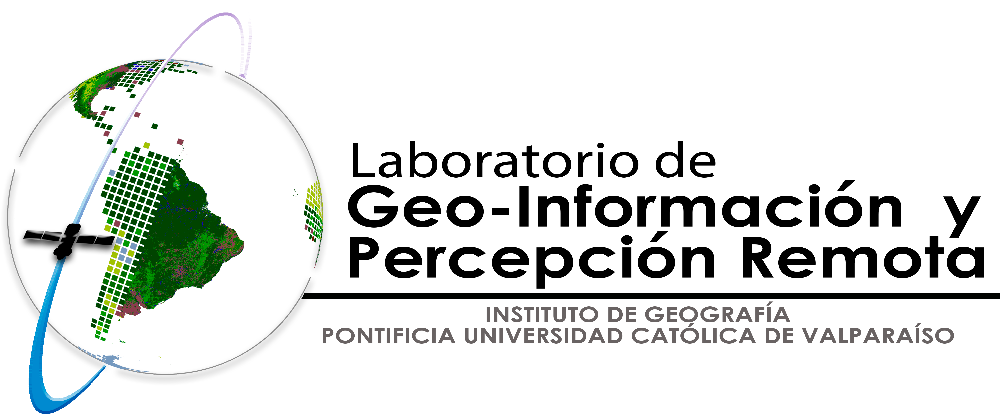 Laboratorio de
Geo-Información y
Percepción Remota
INSTITUTO DE GEOGRAFÍA
PONTIFICIA UNIVERSIDAD CATÓLICA DE VALPARAÍSO